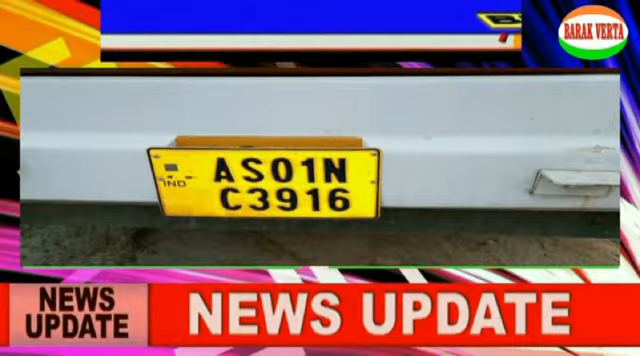 BARAK VERTA
IND
AS01N
C3916
NEWS
UPDATE
NEWS UPDATE